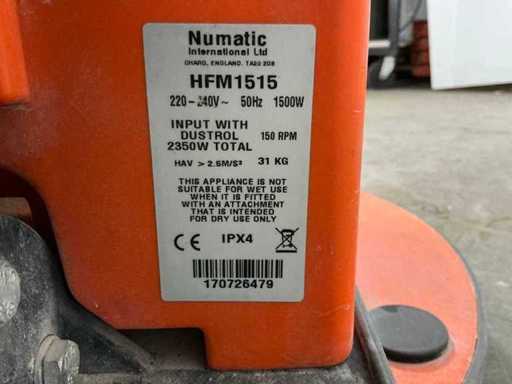 Numatic
International Ltd
CHARD, ENGLAND. TA20 2GB
HFM1515
220-240V~ 50Hz 1500W
INPUT WITH
DUSTROL 150 RPM
2350W TOTAL
HAV > 2.5M/S² 31 KG
THIS APPLIANCE IS NOT
SUITABLE FOR WET USE
WHEN IT IS FITTED
WITH AN ATTACHMENT
THAT IS INTENDED
FOR DRY USE ONLY
CE IPX4
170726479